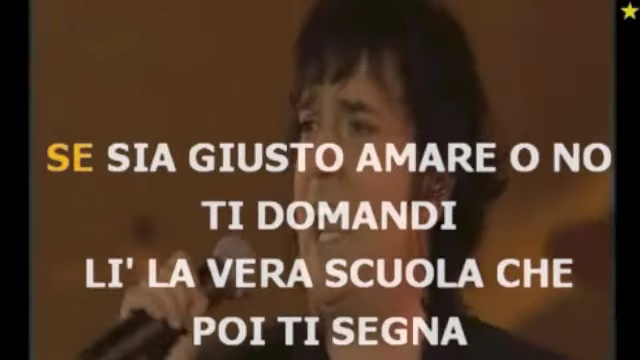 SE SIA GIUSTO AMARE O NO
TI DOMANDI
LI' LA VERA SCUOLA CHE
POI TI SEGNA